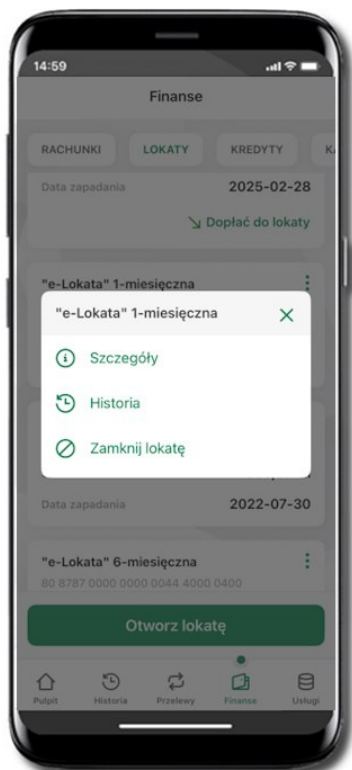 14:59
Finanse
RACHUNKI LOKATY KREDYTY
Data zapadania 2025-02-28
Dopłać do lokaty
"e-Lokata" 1-miesięczna
"e-Lokata" 1-miesięczna
Szczegóły
Historia
Zamknij lokatę
Data zapadania 2022-07-30
"e-Lokata" 6-miesięczna
80 8787 0000 0000 0044 4000 0400
Otworz lokatę
Pulpit Historia Przelewy Finanse Usługi